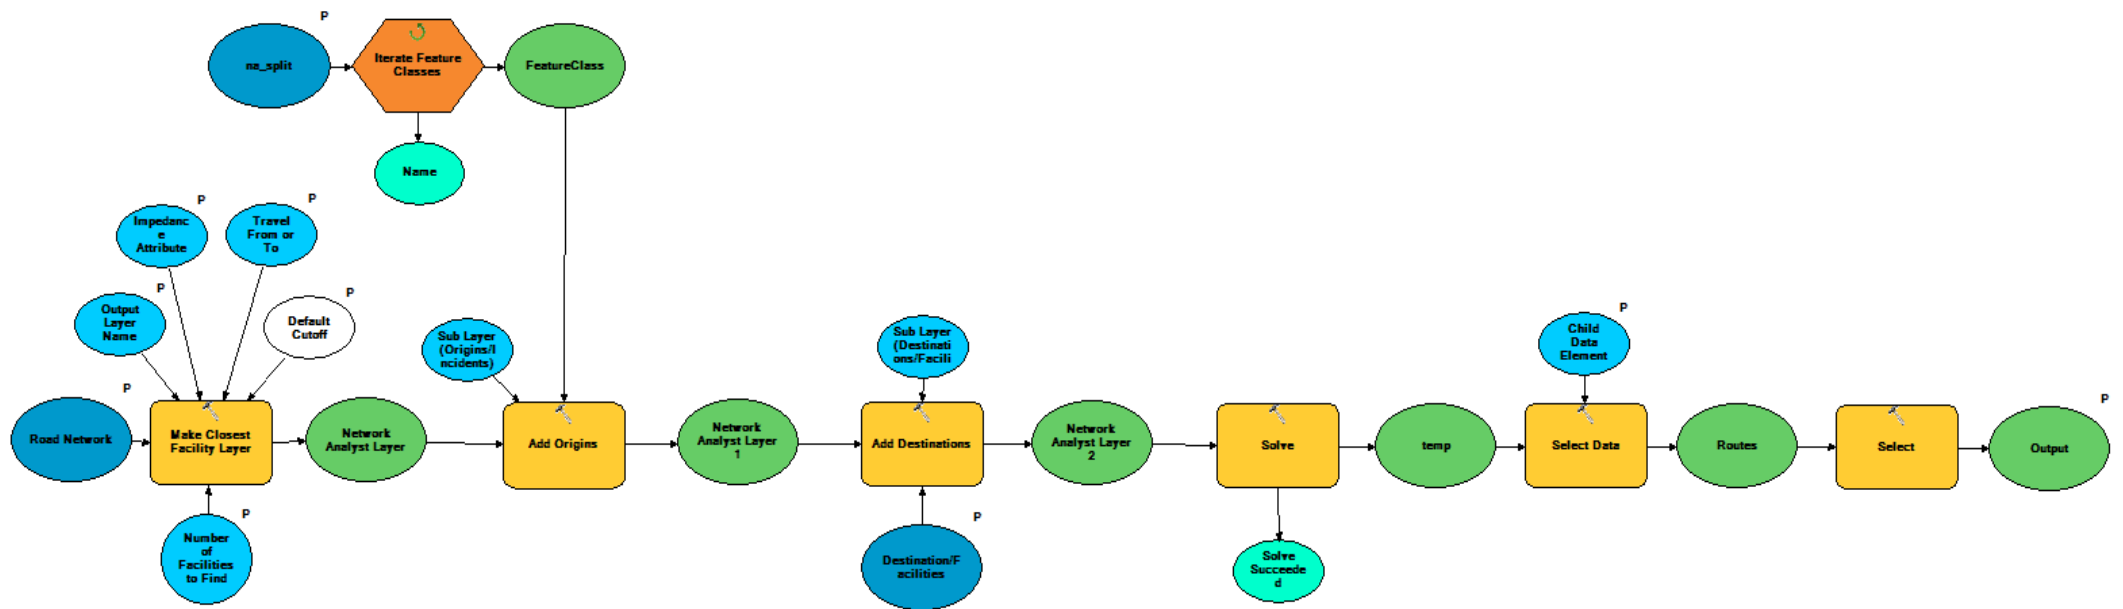 P
na_split
Iterate Feature
Classes
FeatureClass
Name
P
Impedanc
e
Attribute
P
Travel
From or
To
P
Output
Layer
Name
P
Default
Cutoff
P
Road Network
Make Closest
Facility Layer
P
Number
of
Facilities
to Find
Network
Analyst Layer
Sub Layer
(Origins/I
ncidents)
Add Origins
Network
Analyst Layer
1
Sub Layer
(Destinati
ons/Facili
Add Destinations
P
Destination/F
acilities
Network
Analyst Layer
2
Solve
Solve
Succeede
d
temp
P
Child
Data
Element
Select Data
Routes
Select
P
Output